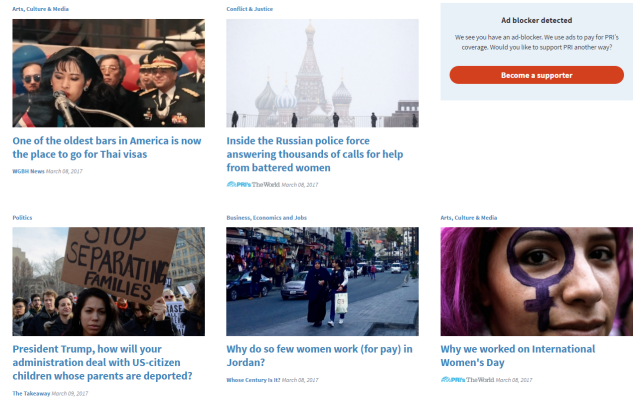 Arts, Culture & Media
One of the oldest bars in America is now
the place to go for Thai visas
WGBH News March 08, 2017
Conflict & Justice
Inside the Russian police force
answering thousands of calls for help
from battered women
PRI's The World March 08, 2017
Ad blocker detected
We see you have an ad-blocker. We use ads to pay for PRI's
coverage. Would you like to support PRI another way?
Become a supporter
Politics
STOP
SEPARATING
FAMILIES
President Trump, how will your
administration deal with US-citizen
children whose parents are deported?
The Takeaway March 09, 2017
Business, Economics and Jobs
Why do so few women work (for pay) in
Jordan?
Whose Century Is It? March 08, 2017
Arts, Culture & Media
Why we worked on International
Women's Day
PRI's The World March 08, 2017